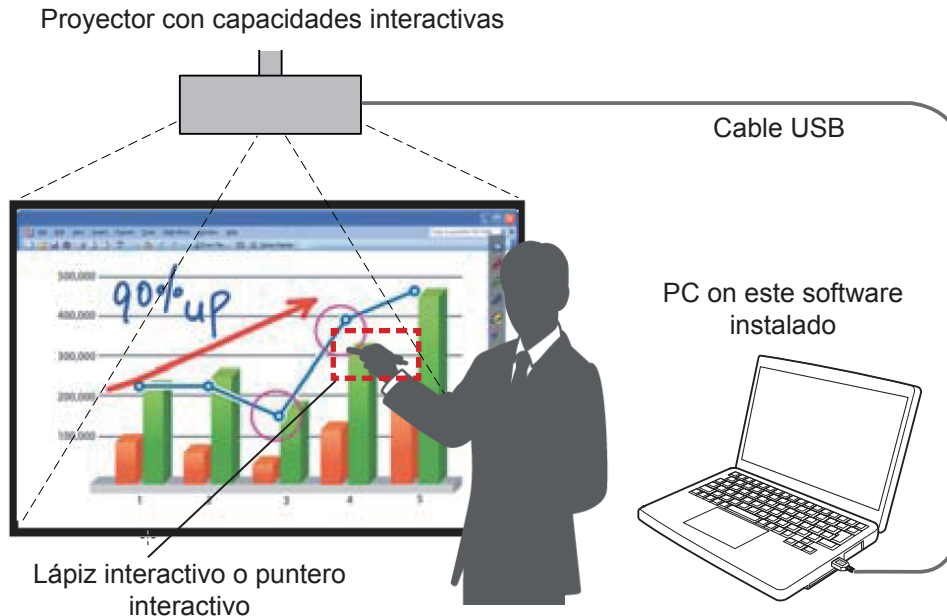 Proyector con capacidades interactivas
Cable USB
500,000
90% up
400,000
300,000
200,000
100,000
1 2 3 4 5
PC on este software
instalado
Lápiz interactivo o puntero
interactivo